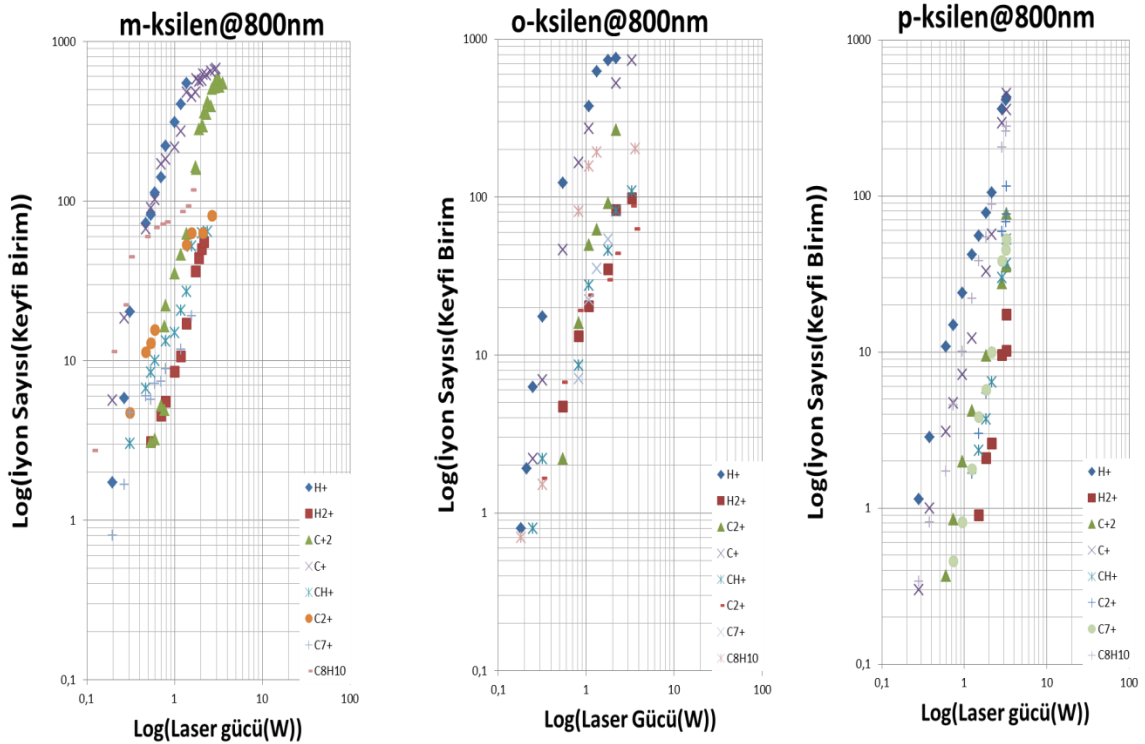 m-ksilen@800nm
1000
100
10
1
0,1
0,1
1
10
100
Log(İyon Sayısı(Keyfi Birim))
Log(Laser gücü(W))
H+
H2+
C+2
C+
CH+
C2+
C7+
C8H10
o-ksilen@800nm
1000
100
10
1
0,1
0,1
1
10
100
Log(İyon Sayısı(Keyfi Birim
Log(Laser Gücü(W))
H+
H2+
C2+
C+
CH+
C2+
C7+
C8H10
p-ksilen@800nm
1000
100
10
1
0,1
0,1
1
10
100
Log(İyon Sayısı(Keyfi Birim))
Log(Laser gücü(W))
H+
H2+
C2+
C+
CH+
C2+
C7+
C8H10